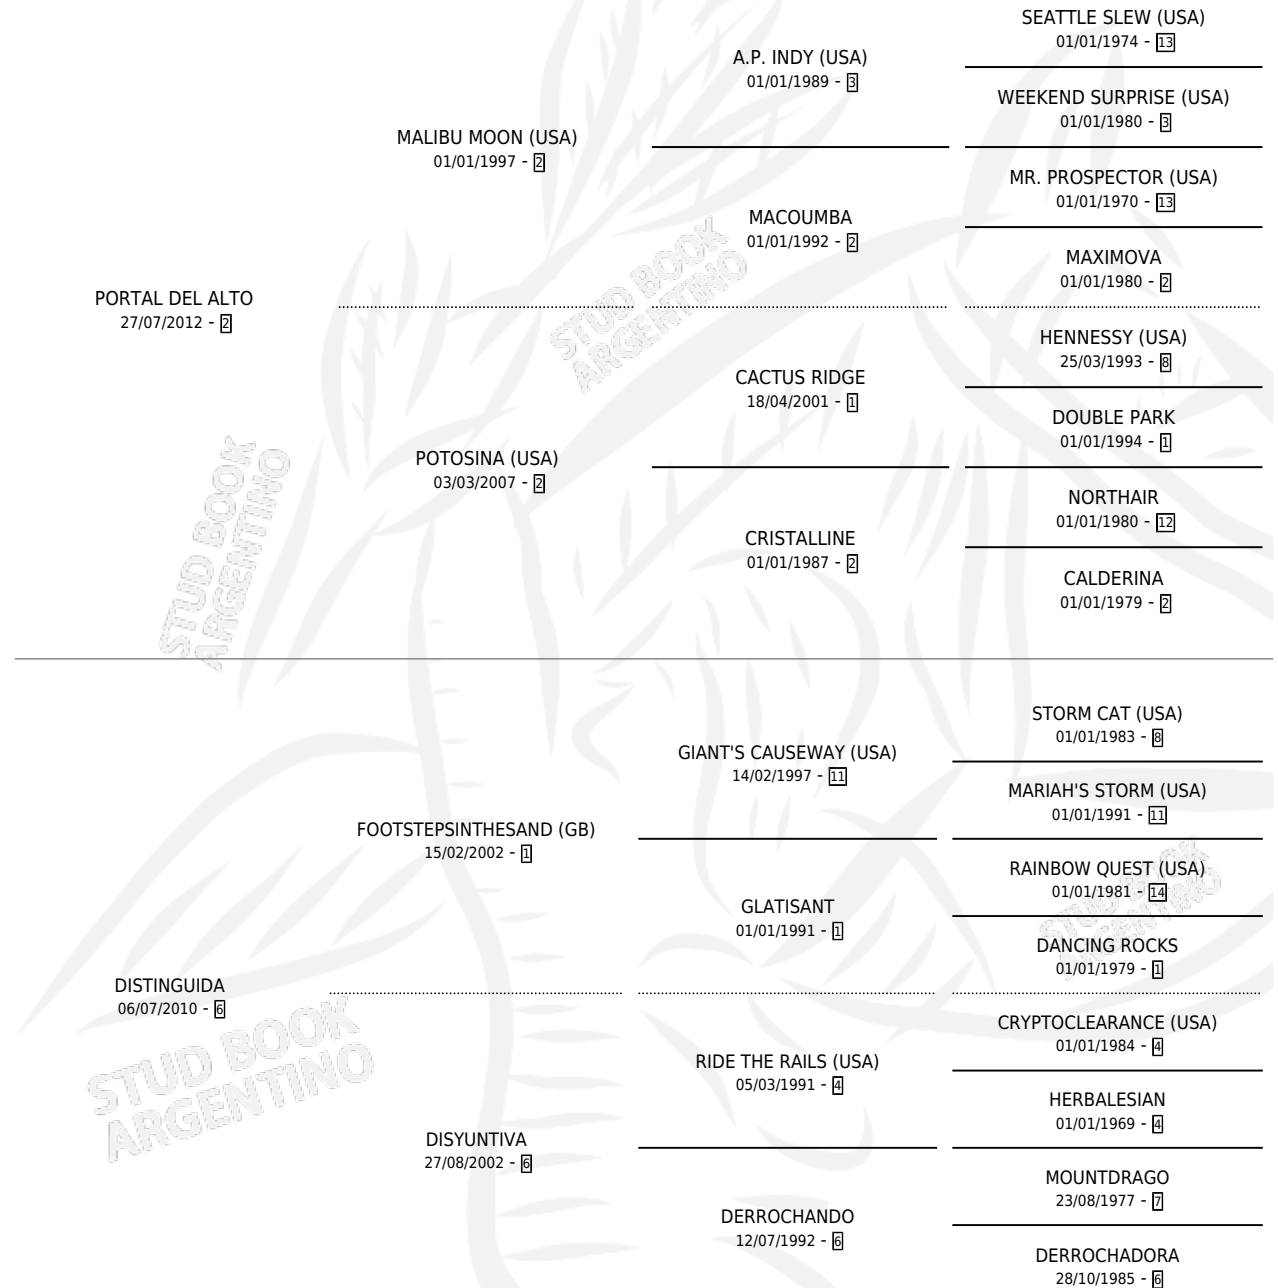 SEATTLE SLEW (USA)
01/01/1974 - 13
A.P. INDY (USA)
01/01/1989 - 3
WEEKEND SURPRISE (USA)
01/01/1980 - 3
MALIBU MOON (USA)
01/01/1997 - 2
MR. PROSPECTOR (USA)
01/01/1970 - 13
MACOUMBA
01/01/1992 - 2
MAXIMOVA
01/01/1980 - 2
PORTAL DEL ALTO
27/07/2012 - 2
HENNESSY (USA)
25/03/1993 - 8
CACTUS RIDGE
18/04/2001 - 1
DOUBLE PARK
01/01/1994 - 1
POTOSINA (USA)
03/03/2007 - 2
NORTHAIR
01/01/1980 - 12
CRISTALLINE
01/01/1987 - 2
CALDERINA
01/01/1979 - 2
STUD BOOK
ARGENTINO
STUD BOOK
ARGENTINO
STORM CAT (USA)
01/01/1983 - 8
GIANT'S CAUSEWAY (USA)
14/02/1997 - 11
MARIAH'S STORM (USA)
01/01/1991 - 11
FOOTSTEPSINTHESAND (GB)
15/02/2002 - 1
RAINBOW QUEST (USA)
01/01/1981 - 14
GLATISANT
01/01/1991 - 1
DANCING ROCKS
01/01/1979 - 1
DISTINGUIDA
06/07/2010 - 6
CRYPTOCLEARANCE (USA)
01/01/1984 - 4
RIDE THE RAILS (USA)
05/03/1991 - 4
HERBALESIAN
01/01/1969 - 4
DISYUNTIVA
27/08/2002 - 6
MOUNTDRAGO
23/08/1977 - 7
DERROCHANDO
12/07/1992 - 6
DERROCHADORA
28/10/1985 - 6
STUD BOOK
ARGENTINO
STUD BOOK
ARGENTINO